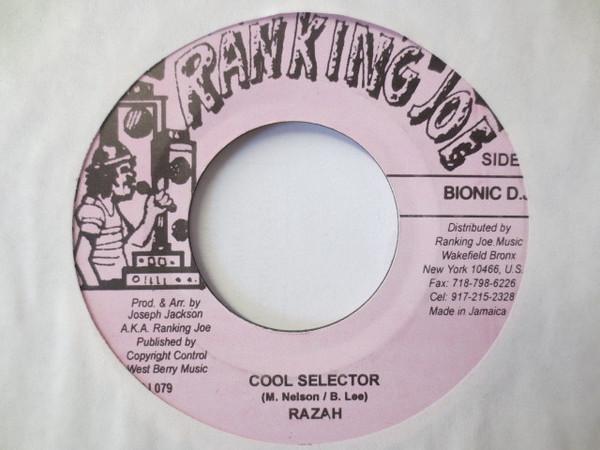 RANKING JOE
SIDE
BIONIC D.J
Distributed by
Ranking Joe Music
Wakefield Bronx
New York 10466, U.S.
Fax: 718-798-6226
Cel: 917-215-2328
Made in Jamaica
Prod. & Arr. by
Joseph Jackson
A.K.A. Ranking Joe
Published by
Copyright Control
West Berry Music
079
COOL SELECTOR
(M. Nelson / B. Lee)
RAZAH